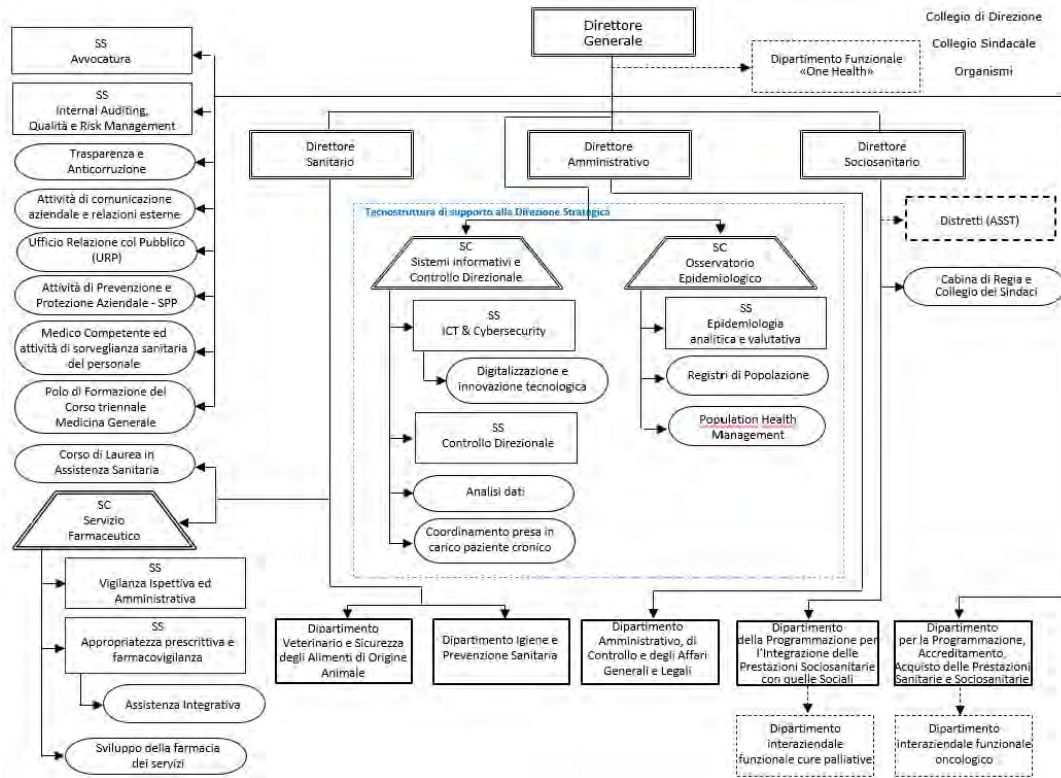 Direttore
Generale
Collegio di Direzione
Collegio Sindacale
Organismi
Dipartimento Funzionale
«One Health»
SS
Avvocatura
SS
Internal Auditing,
Qualità e Risk Management
Trasparenza e
Anticorruzione
Attività di comunicazione
aziendale e relazioni esterne
Ufficio Relazione col Pubblico
(URP)
Attività di Prevenzione e
Protezione Aziendale - SPP
Medico Competente ed
attività di sorveglianza sanitaria
del personale
Polo di Formazione del
Corso triennale
Medicina Generale
Corso di Laurea in
Assistenza Sanitaria
SC
Servizio
Farmaceutico
SS
Vigilanza Ispettiva ed
Amministrativa
SS
Appropriatezza prescrittiva e
farmacovigilanza
Assistenza Integrativa
Sviluppo della farmacia
dei servizi
Direttore
Sanitario
Direttore
Amministrativo
Direttore
Sociosanitario
Tecnostruttura di supporto alla Direzione Strategica
SC
Sistemi informativi e
Controllo Direzionale
SS
ICT & Cybersecurity
Digitalizzazione e
innovazione tecnologica
SS
Controllo Direzionale
Analisi dati
Coordinamento presa in
carico paziente cronico
SC
Osservatorio
Epidemiologico
SS
Epidemiologia
analitica e valutativa
Registri di Popolazione
Population Health
Management
Distretti (ASST)
Cabina di Regia e
Collegio dei Sindaci
Dipartimento
Veterinario e Sicurezza
degli Alimenti di Origine
Animale
Dipartimento Igiene e
Prevenzione Sanitaria
Dipartimento
Amministrativo, di
Controllo e degli Affari
Generali e Legali
Dipartimento
della Programmazione per
l'Integrazione delle
Prestazioni Sociosanitarie
con quelle Sociali
Dipartimento
per la Programmazione,
Accreditamento,
Acquisto delle Prestazioni
Sanitarie e Sociosanitarie
Dipartimento
interaziendale
funzionale cure palliative
Dipartimento
interaziendale funzionale
oncologico